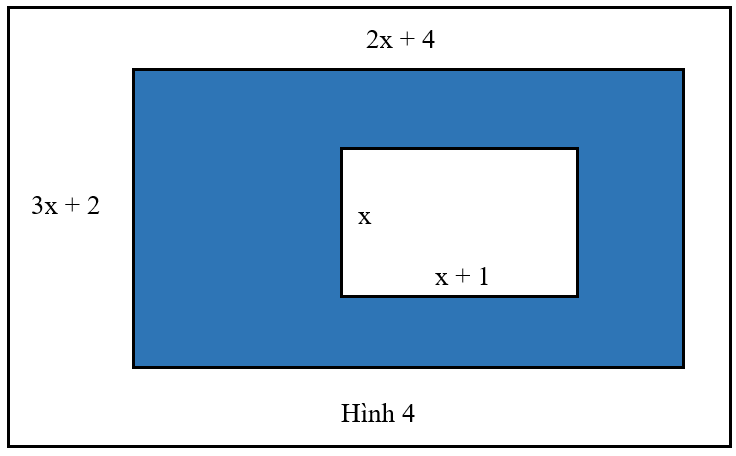 2x + 4
3x + 2
x
x + 1
Hình 4